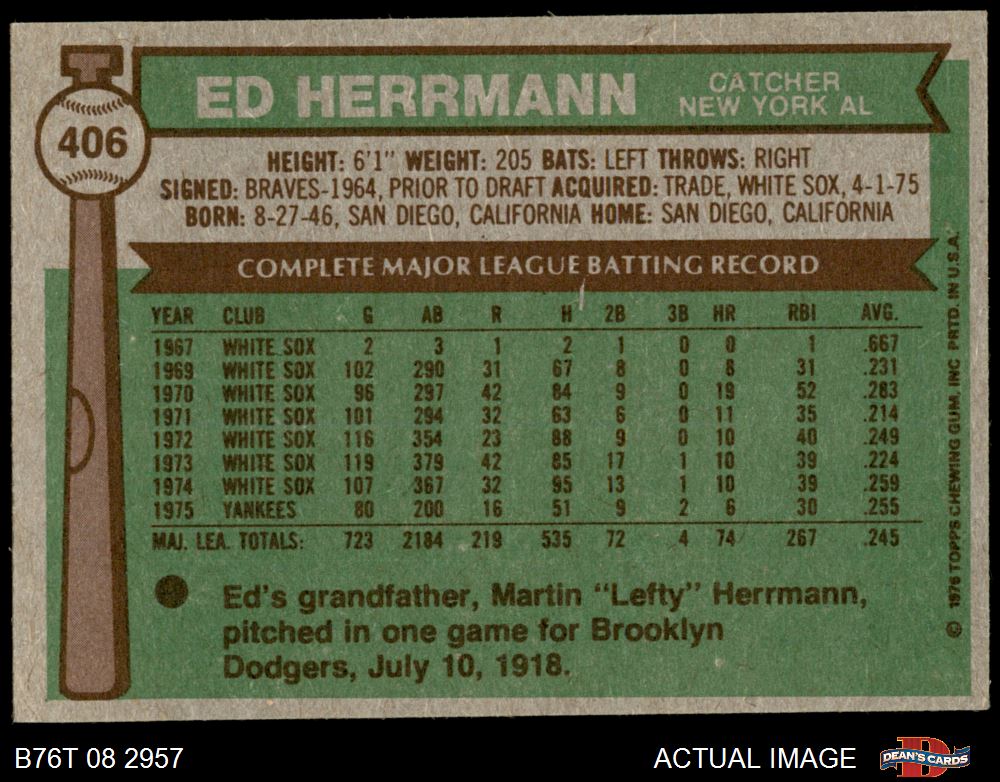 406
ED HERRMANN
CATCHER
NEW YORK AL
HEIGHT: 6'1" WEIGHT: 205 BATS: LEFT THROWS: RIGHT
SIGNED: BRAVES-1964, PRIOR TO DRAFT ACQUIRED: TRADE, WHITE SOX, 4-1-75
BORN: 8-27-46, SAN DIEGO, CALIFORNIA HOME: SAN DIEGO, CALIFORNIA
COMPLETE MAJOR LEAGUE BATTING RECORD
YEAR CLUB G AB R H 2B 3B HR RBI AVG.
1967 WHITE SOX 2 3 1 2 1 0 0 1 .667
1969 WHITE SOX 102 290 31 67 8 0 8 31 .231
1970 WHITE SOX 96 297 42 84 9 0 19 52 .283
1971 WHITE SOX 101 294 32 63 6 0 11 35 .214
1972 WHITE SOX 116 354 23 88 9 0 10 40 .249
1973 WHITE SOX 119 379 42 85 17 1 10 39 .224
1974 WHITE SOX 107 367 32 95 13 1 10 39 .259
1975 YANKEES 80 200 16 51 9 2 6 30 .255
MAJ. LEA. TOTALS: 723 2184 219 535 72 4 74 267 .245
Ed's grandfather, Martin "Lefty" Herrmann,
pitched in one game for Brooklyn
Dodgers, July 10, 1918.
© 1976 TOPPS CHEWING GUM, INC PRTD. IN U.S.A.
B76T 08 2957
ACTUAL IMAGE
DEAN'S CARDS